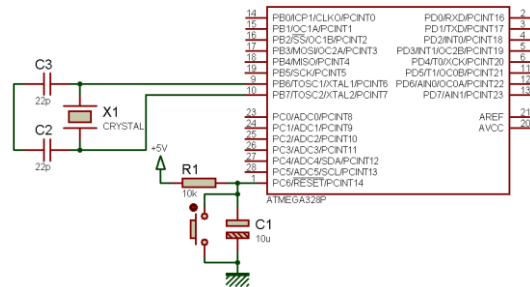 C3
22p
X1
CRYSTAL
C2
22p
+5V
R1
10k
C1
10u
14 PB0/ICP1/CLKO/PCINT0
15 PB1/OC1A/PCINT1
16 PB2/SS/OC1B/PCINT2
17 PB3/MOSI/OC2A/PCINT3
18 PB4/MISO/PCINT4
19 PB5/SCK/PCINT5
9 PB6/TOSC1/XTAL1/PCINT6
10 PB7/TOSC2/XTAL2/PCINT7
23 PC0/ADC0/PCINT8
24 PC1/ADC1/PCINT9
25 PC2/ADC2/PCINT10
26 PC3/ADC3/PCINT11
27 PC4/ADC4/SDA/PCINT12
28 PC5/ADC5/SCL/PCINT13
1 PC6/RESET/PCINT14
PD0/RXD/PCINT16 2
PD1/TXD/PCINT17 3
PD2/INT0/PCINT18 4
PD3/INT1/OC2B/PCINT19 5
PD4/T0/XCK/PCINT20 6
PD5/T1/OC0B/PCINT21 11
PD6/AIN0/OC0A/PCINT22 12
PD7/AIN1/PCINT23 13
AREF 21
AVCC 20
ATMEGA328P